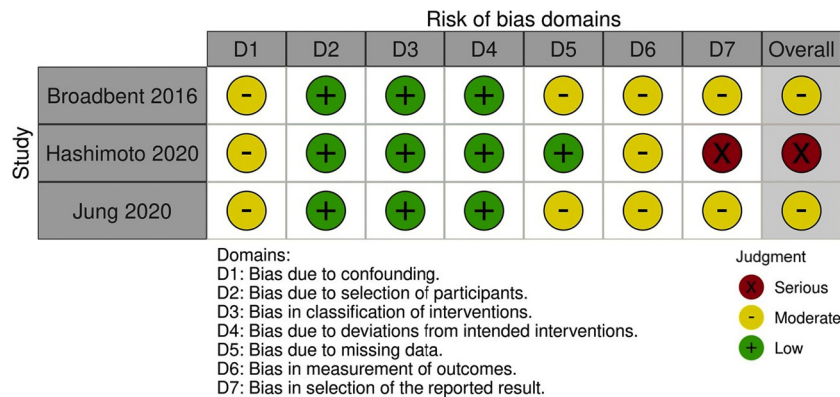 Risk of bias domains
D1 D2 D3 D4 D5 D6 D7 Overall
Study
Broadbent 2016 - + + + - - - -
Hashimoto 2020 - + + + + - X X
Jung 2020 - + + + - - - -
Domains:
D1: Bias due to confounding.
D2: Bias due to selection of participants.
D3: Bias in classification of interventions.
D4: Bias due to deviations from intended interventions.
D5: Bias due to missing data.
D6: Bias in measurement of outcomes.
D7: Bias in selection of the reported result.
Judgment
X Serious
- Moderate
+ Low